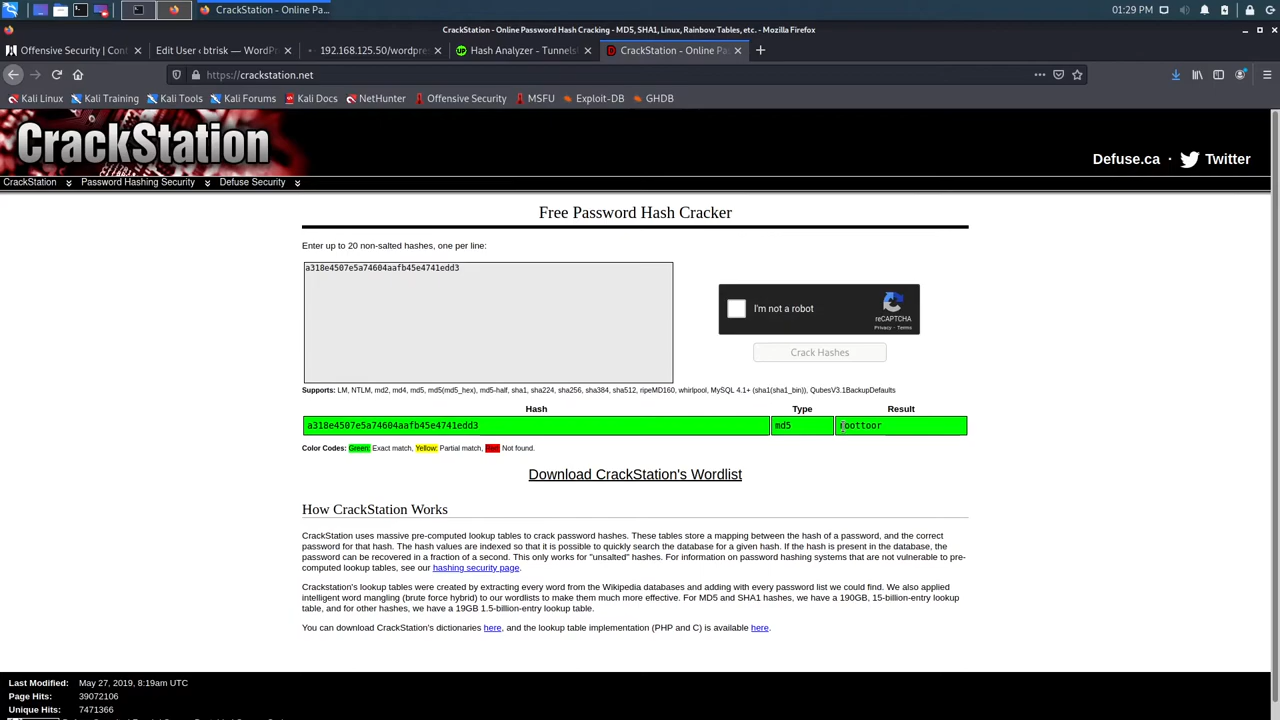 CrackStation - Online Pa...
01:29 PM
CrackStation - Online Password Hash Cracking - MD5, SHA1, Linux, Rainbow Tables, etc. - Mozilla Firefox
Offensive Security | Cont
Edit User ‹ btrisk — WordPr
192.168.125.50/wordpres
Hash Analyzer - TunnelsU
CrackStation - Online Pa
https://crackstation.net
Kali Linux
Kali Training
Kali Tools
Kali Forums
Kali Docs
NetHunter
Offensive Security
MSFU
Exploit-DB
GHDB
CrackStation
Defuse.ca · Twitter
CrackStation
Password Hashing Security
Defuse Security
Free Password Hash Cracker
Enter up to 20 non-salted hashes, one per line:
a318e4507e5a74604aafb45e4741edd3
I'm not a robot
reCAPTCHA
Privacy - Terms
Crack Hashes
Supports: LM, NTLM, md2, md4, md5, md5(md5_hex), md5-half, sha1, sha224, sha256, sha384, sha512, ripeMD160, whirlpool, MySQL 4.1+ (sha1(sha1_bin)), QubesV3.1BackupDefaults
Hash Type Result
a318e4507e5a74604aafb45e4741edd3 md5 roottoor
Color Codes: Green: Exact match, Yellow: Partial match, Red: Not found.
Download CrackStation's Wordlist
How CrackStation Works
CrackStation uses massive pre-computed lookup tables to crack password hashes. These tables store a mapping between the hash of a password, and the correct
password for that hash. The hash values are indexed so that it is possible to quickly search the database for a given hash. If the hash is present in the database, the
password can be recovered in a fraction of a second. This only works for "unsalted" hashes. For information on password hashing systems that are not vulnerable to pre-
computed lookup tables, see our hashing security page.
Crackstation's lookup tables were created by extracting every word from the Wikipedia databases and adding with every password list we could find. We also applied
intelligent word mangling (brute force hybrid) to our wordlists to make them much more effective. For MD5 and SHA1 hashes, we have a 190GB, 15-billion-entry lookup
table, and for other hashes, we have a 19GB 1.5-billion-entry lookup table.
You can download CrackStation's dictionaries here, and the lookup table implementation (PHP and C) is available here.
Last Modified: May 27, 2019, 8:19am UTC
Page Hits: 39072106
Unique Hits: 7471366